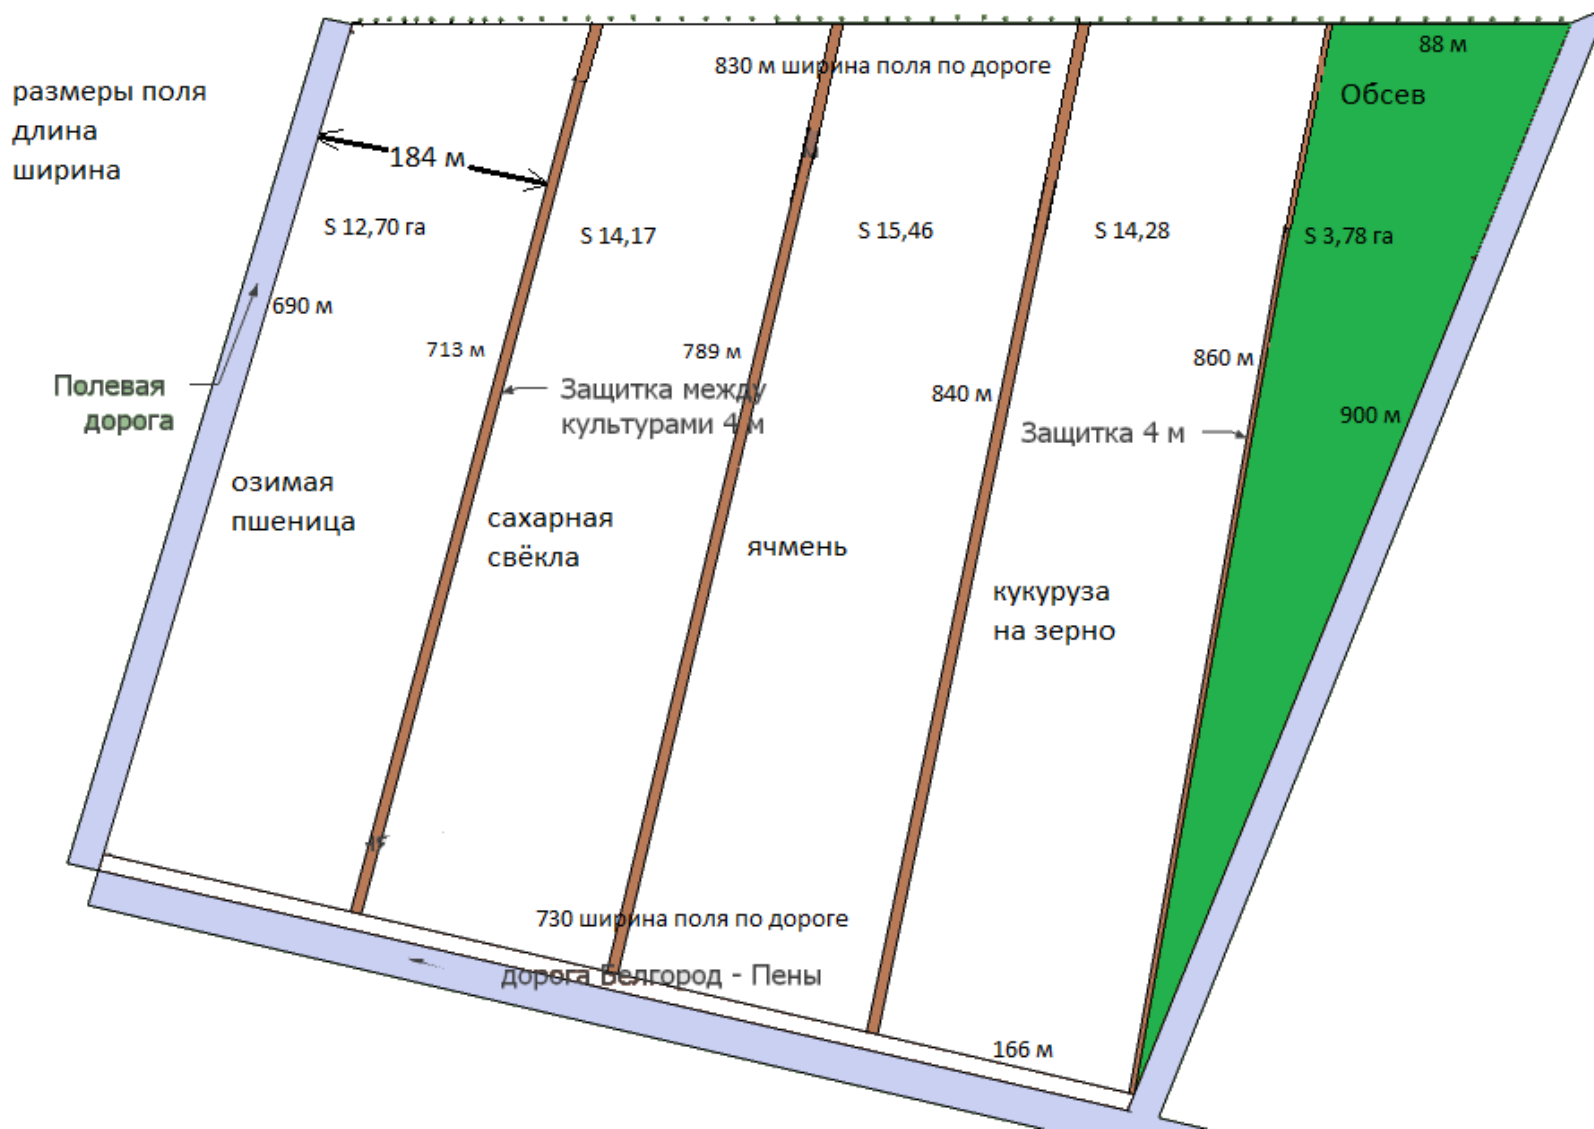 88 м
830 м ширина поля по дороге
Обсев
размеры поля
длина
ширина
184 м
S 12,70 га
S 14,17
S 15,46
S 14,28
S 3,78 га
690 м
713 м
789 м
840 м
860 м
900 м
Полевая
дорога
Защитка между
культурами 4 м
Защитка 4 м
озимая
пшеница
сахарная
свёкла
ячмень
кукуруза
на зерно
730 ширина поля по дороге
дорога Белгород - Пены
166 м